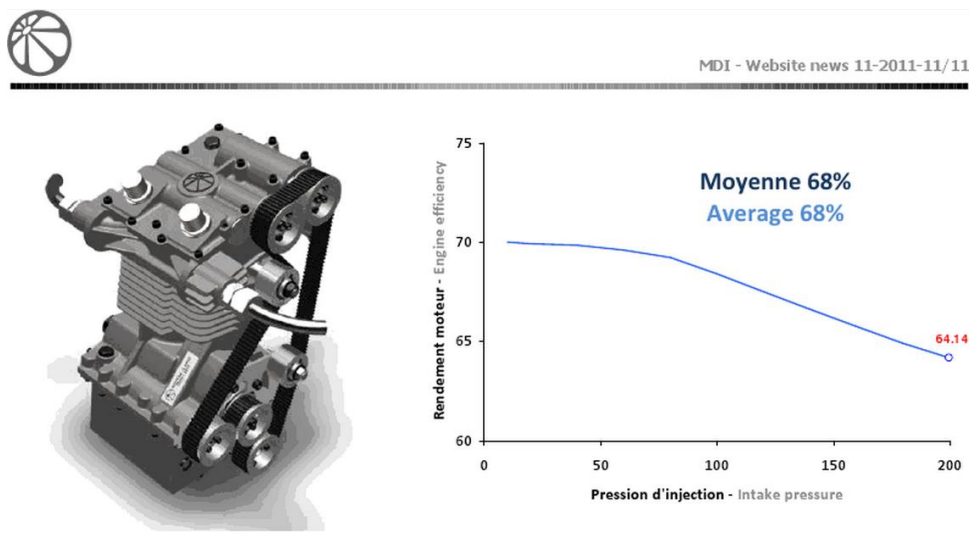 MDI - Website news 11-2011-11/11
75
70
65
60
Rendement moteur - Engine efficiency
Moyenne 68%
Average 68%
64.14
0
50
100
150
200
Pression d'injection - Intake pressure